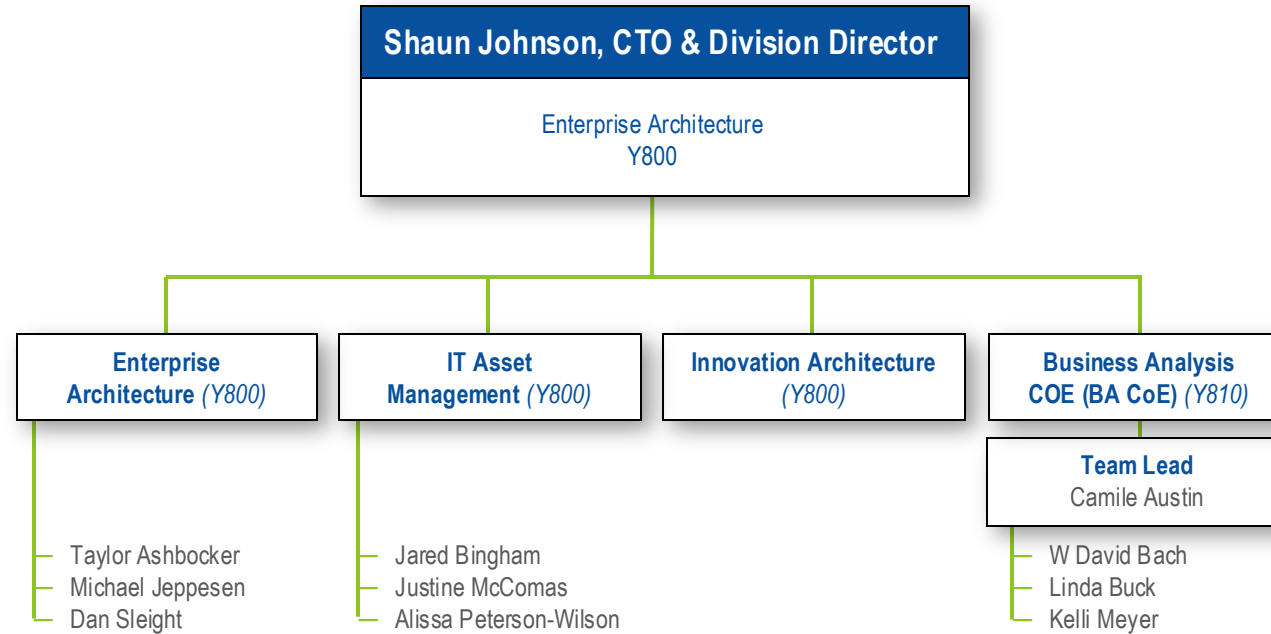 Shaun Johnson, CTO & Division Director
Enterprise Architecture
Y800
Enterprise
Architecture (Y800)
IT Asset
Management (Y800)
Innovation Architecture
(Y800)
Business Analysis
COE (BA CoE) (Y810)
Team Lead
Camile Austin
Taylor Ashbocker
Michael Jeppesen
Dan Sleight
Jared Bingham
Justine McComas
Alissa Peterson-Wilson
W David Bach
Linda Buck
Kelli Meyer